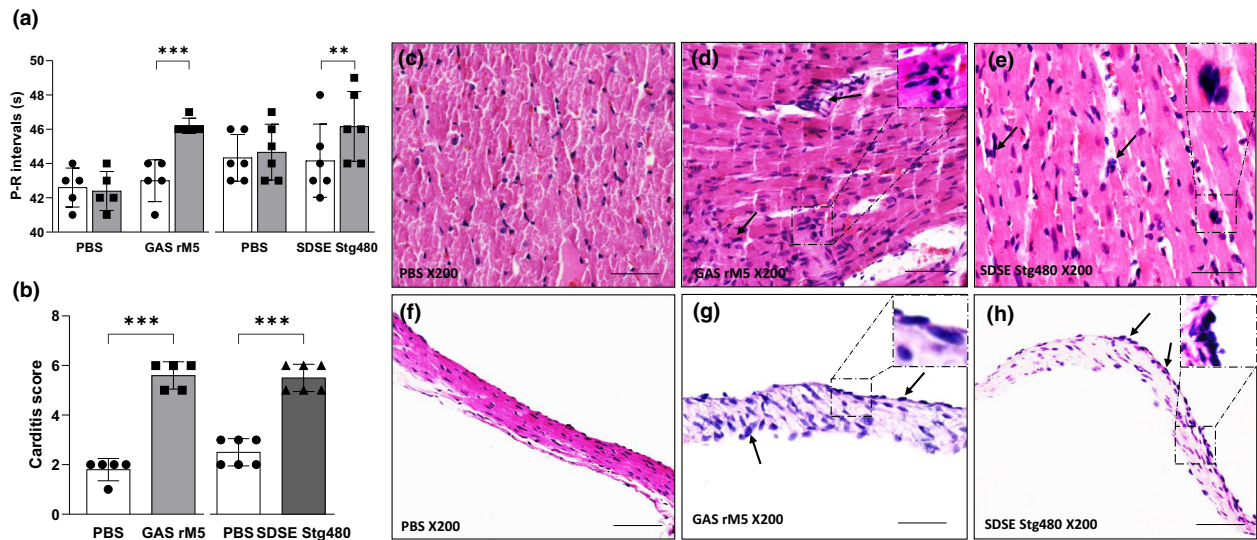 (a)
***
**
50
48
46
44
42
40
P-R intervals (s)
PBS
GAS rM5
PBS
SDSE Stg480
(b)
***
***
8
6
4
2
0
Carditis score
PBS
GAS rM5
PBS
SDSE Stg480
(c)
PBS X200
(d)
GAS rM5 X200
(e)
SDSE Stg480 X200
(f)
PBS X200
(g)
GAS rM5 X200
(h)
SDSE Stg480 X200